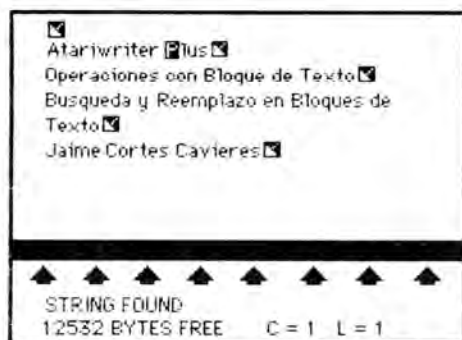 Atariwriter Plus
Operaciones con Bloque de Texto
Busqueda y Reemplazo en Bloques de
Texto
Jaime Cortes Cavieres
STRING FOUND
12532 BYTES FREE C = 1 L = 1